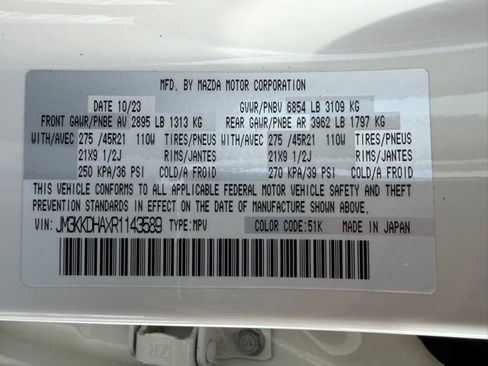 MFD. BY MAZDA MOTOR CORPORATION
DATE 10/23 GVWR/PNBV 6854 LB 3109 KG
FRONT GAWR/PNBE AV 2895 LB 1313 KG REAR GAWR/PNBE AR 3962 LB 1797 KG
WITH/AVEC 275 /45R21 110W TIRES/PNEUS WITH/AVEC 275 /45R21 110W TIRES/PNEUS
21X9 1/2J RIMS/JANTES 21X9 1/2J RIMS/JANTES
250 KPA/36 PSI COLD/A FROID 270 KPA/39 PSI COLD/A FROID
THIS VEHICLE CONFORMS TO ALL APPLICABLE FEDERAL MOTOR VEHICLE SAFETY AND THEFT
PREVENTION STANDARDS IN EFFECT ON THE DATE OF MANUFACTURE SHOWN ABOVE.
VIN: JM3KKDHAXR1143589 TYPE:MPV COLOR CODE:51K MADE IN JAPAN
ZR